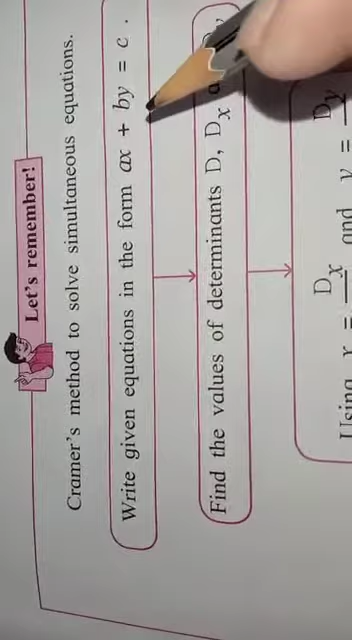 Let's remember!
Cramer's method to solve simultaneous equations.
Write given equations in the form ax + by = c .
Find the values of determinants D, Dx
Using x = Dx and y = Dy